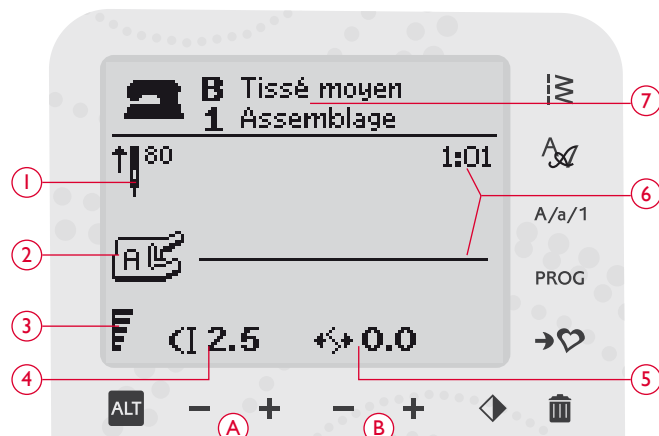 B Tissé moyen
1 Assemblage
7
80
1:01
1
6
A
2
A/a/1
PROG
3
2.5
0.0
4
5
ALT
− + − +
A
B